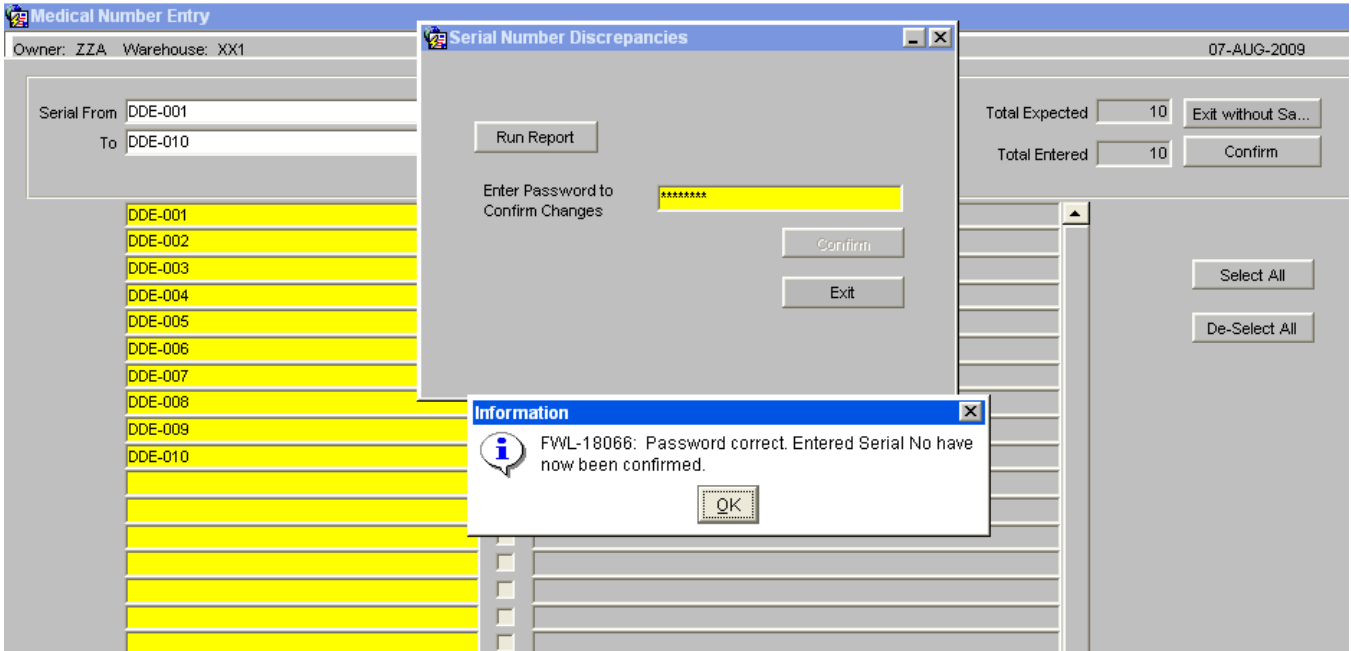 Medical Number Entry
Owner: ZZA Warehouse: XX1
07-AUG-2009
Serial From DDE-001
To DDE-010
Total Expected 10 Exit without Sa...
Total Entered 10 Confirm
DDE-001
DDE-002
DDE-003
DDE-004
DDE-005
DDE-006
DDE-007
DDE-008
DDE-009
DDE-010
Select All
De-Select All
Serial Number Discrepancies
Run Report
Enter Password to
Confirm Changes
********
Confirm
Exit
Information
FWL-18066: Password correct. Entered Serial No have
now been confirmed.
OK